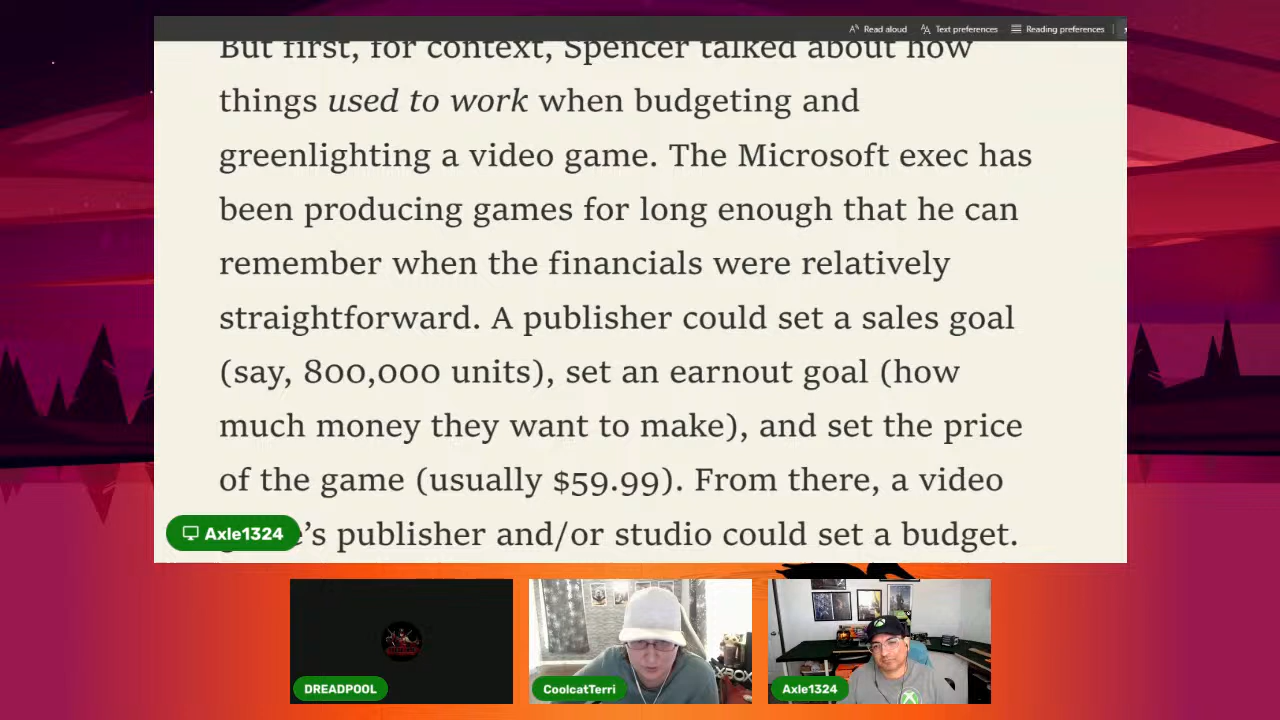 Read aloud Text preferences Reading preferences
But first, for context, Spencer talked about how
things used to work when budgeting and
greenlighting a video game. The Microsoft exec has
been producing games for long enough that he can
remember when the financials were relatively
straightforward. A publisher could set a sales goal
(say, 800,000 units), set an earnout goal (how
much money they want to make), and set the price
of the game (usually $59.99). From there, a video
's publisher and/or studio could set a budget.
Axle1324
DREADPOOL
CoolcatTerri
XBOX
Axle1324